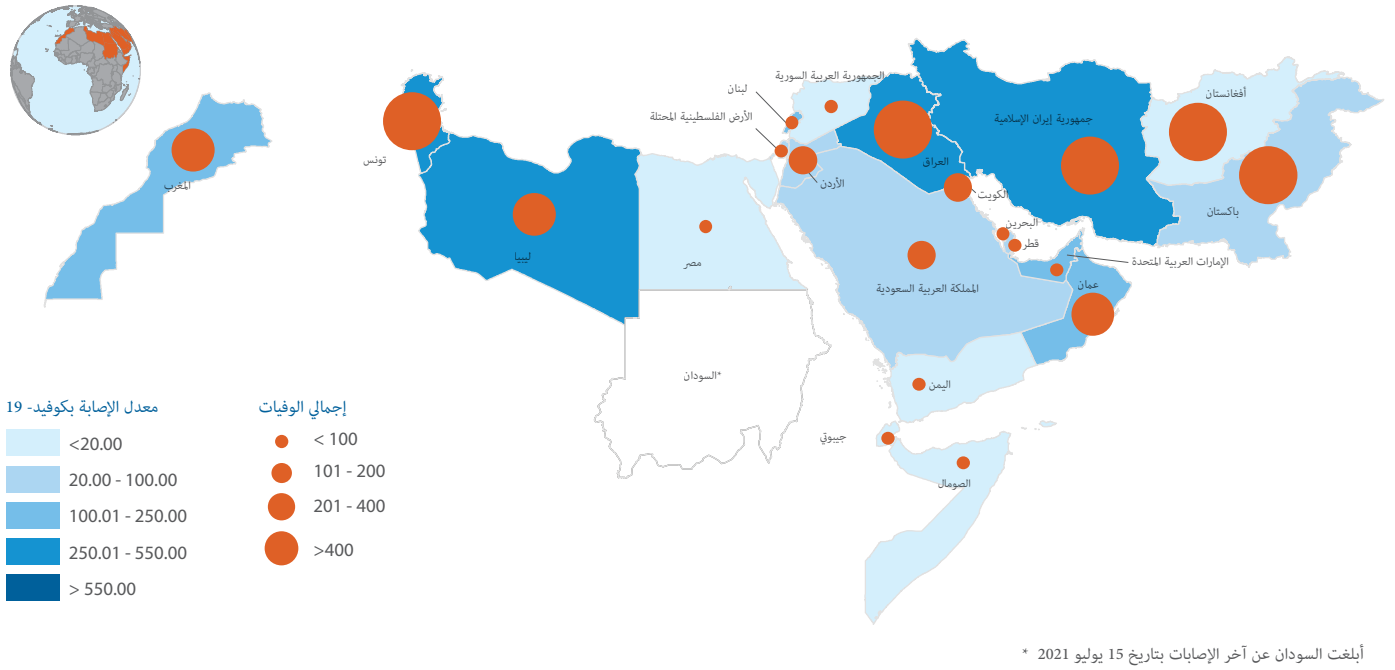 الجمهورية العربية السورية
لبنان
الأرض الفلسطينية المحتلة
أفغانستان
جمهورية إيران الإسلامية
تونس
المغرب
العراق
الأردن
الكويت
باكستان
البحرين
قطر
الإمارات العربية المتحدة
ليبيا
مصر
المملكة العربية السعودية
عمان
السودان*
اليمن
جيبوتي
الصومال
معدل الإصابة بكوفيد- 19
<20.00
20.00 - 100.00
100.01 - 250.00
250.01 - 550.00
> 550.00
إجمالي الوفيات
< 100
101 - 200
201 - 400
>400
أبلغت السودان عن آخر الإصابات بتاريخ 15 يوليو 2021 *